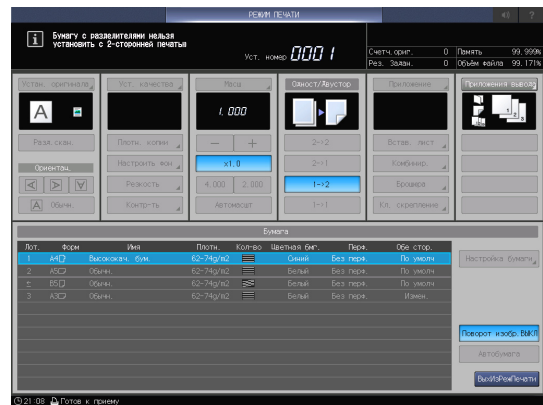 РЕЖИМ ПЕЧАТИ
?
i Бумагу с разделителями нельзя
установить с 2-сторонней печатью
Уст. номер 0001
Счетч.ориг. 0 Память 99.999%
Рез. Задан. 0 Объём файла 99.171%
Устан. оригинала Уст. качества Масш Одност/Двустор Приложение Приложения вывода
A 1.000 1 2 3
Разд.скан. Плотн. копии - + 2->2 Встав. лист
Ориентац. Настроить фон x1.0 2->1 Комбинир.
A A A Резкость 4.000 2.000 1->2 Брошюра
A Обычн. Контр-ть Автомасшт 1->1 Кл. скрепление
Бумага
Лот. Форм Имя Плотн. Кол-во Цветная бмг. Перф. Обе стор.
1 A4 Высококач. бум. 62-74g/m2 Синий Без перф. По умолч
2 A5 Обычн. 62-74g/m2 Белый Без перф. По умолч
± B5 Обычн. 62-74g/m2 Белый Без перф. По умолч
3 A3 Обычн. 62-74g/m2 Белый Без перф. Измен.
Настройка бумаги
Поворот изобр.ВЫКЛ
АвтоБумага
ВыхИзРежПечати
21:08 Готов к приему